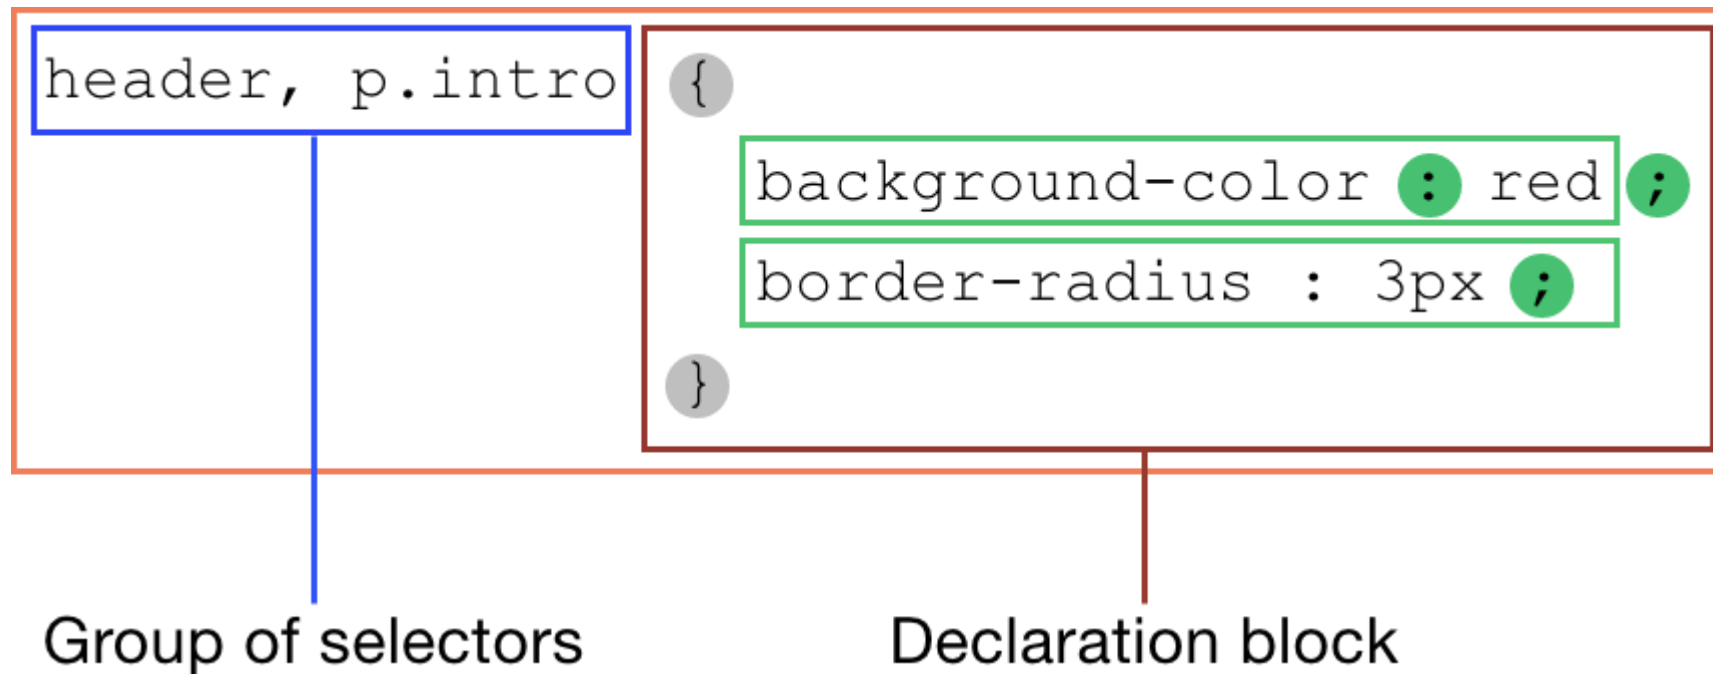 header, p.intro {
background-color : red ;
border-radius : 3px ;
}
Group of selectors Declaration block